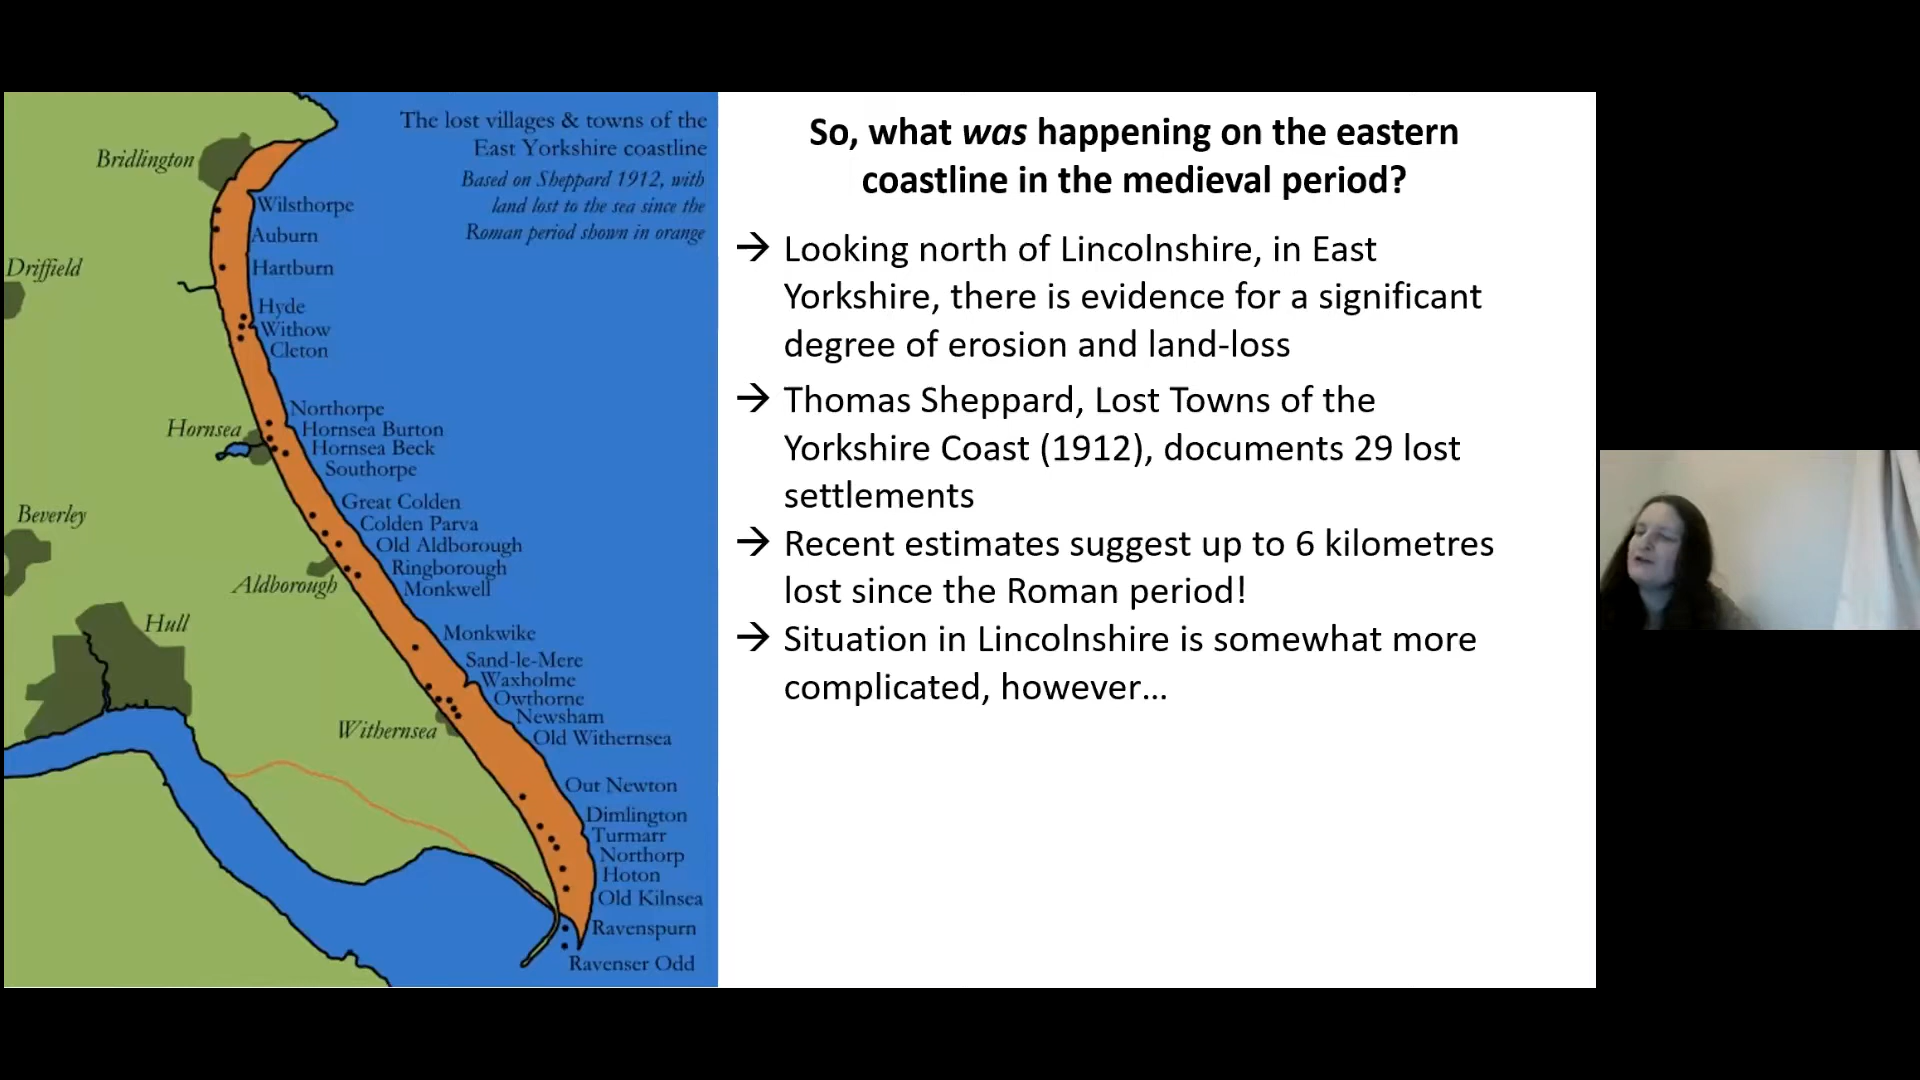 The lost villages & towns of the
East Yorkshire coastline
Based on Sheppard 1912, with
land lost to the sea since the
Roman period shown in orange
Bridlington
Wilsthorpe
Auburn
Driffield
Hartburn
Hyde
Withow
Cleton
Northorpe
Hornsea
Hornsea Burton
Hornsea Beck
Southorpe
Great Colden
Beverley
Colden Parva
Old Aldborough
Ringborough
Aldborough
Monkwell
Hull
Monkwike
Sand-le-Mere
Waxholme
Owthorne
Newsham
Withernsea
Old Withernsea
Out Newton
Dimlington
Turmarr
Northorp
Hoton
Old Kilnsea
Ravenspurn
Ravenser Odd
So, what was happening on the eastern
coastline in the medieval period?
→ Looking north of Lincolnshire, in East
Yorkshire, there is evidence for a significant
degree of erosion and land-loss
→ Thomas Sheppard, Lost Towns of the
Yorkshire Coast (1912), documents 29 lost
settlements
→ Recent estimates suggest up to 6 kilometres
lost since the Roman period!
→ Situation in Lincolnshire is somewhat more
complicated, however…